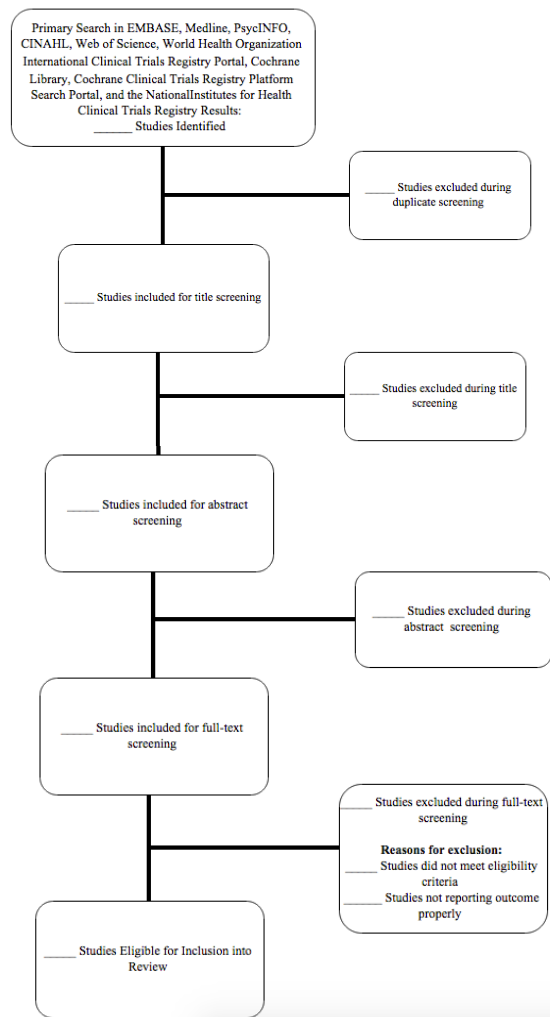 Primary Search in EMBASE, Medline, PsycINFO,
CINAHL, Web of Science, World Health Organization
International Clinical Trials Registry Portal, Cochrane
Library, Cochrane Clinical Trials Registry Platform
Search Portal, and the NationalInstitutes for Health
Clinical Trials Registry Results:
______ Studies Identified
_____ Studies excluded during
duplicate screening
_____ Studies included for title screening
_____ Studies excluded during title
screening
_____ Studies included for abstract
screening
_____ Studies excluded during
abstract screening
_____ Studies included for full-text
screening
_____ Studies excluded during full-text
screening
Reasons for exclusion:
_____ Studies did not meet eligibility
criteria
______ Studies not reporting outcome
properly
_____ Studies Eligible for Inclusion into
Review